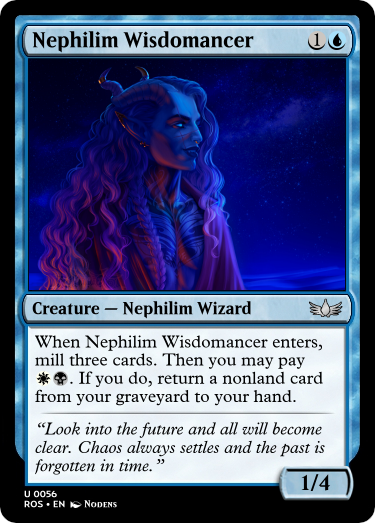 Nephilim Wisdomancer 1
Creature — Nephilim Wizard
When Nephilim Wisdomancer enters,
mill three cards. Then you may pay
. If you do, return a nonland card
from your graveyard to your hand.
“Look into the future and all will become
clear. Chaos always settles and the past is
forgotten in time.”
1/4
U 0056
ROS • EN Nodens